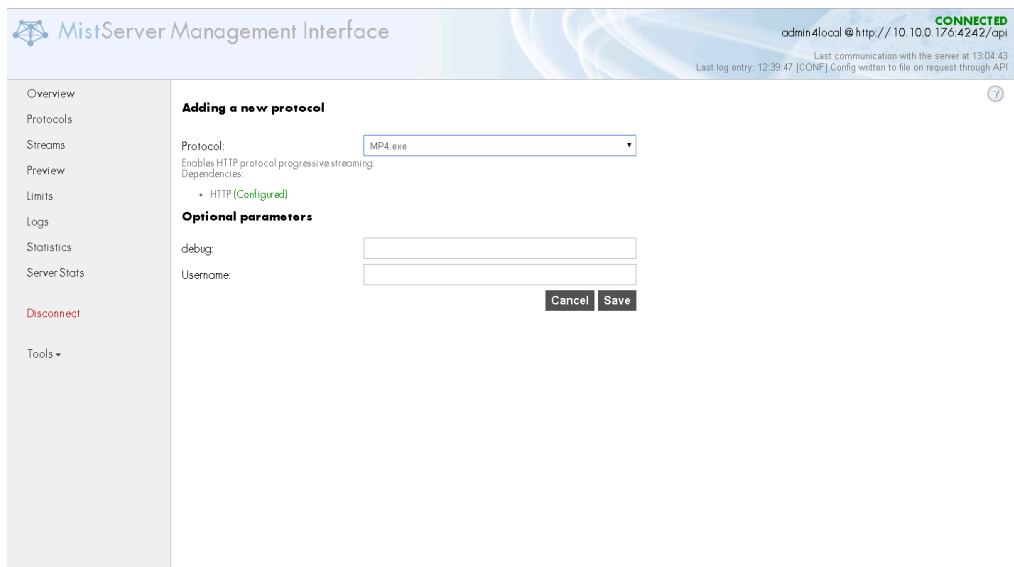 MistServer Management Interface
CONNECTED
admin4local @ http://10.10.0.176:4242/api
Last communication with the server at 13:04:43
Last log entry: 12:39:47 [CONF] Config written to file on request through API
Overview
Protocols
Streams
Preview
Limits
Logs
Statistics
Server Stats
Disconnect
Tools
?
Adding a new protocol
Protocol:
MP4.exe
Enables HTTP protocol progressive streaming.
Dependencies:
• HTTP (Configured)
Optional parameters
debug:
Username:
Cancel Save